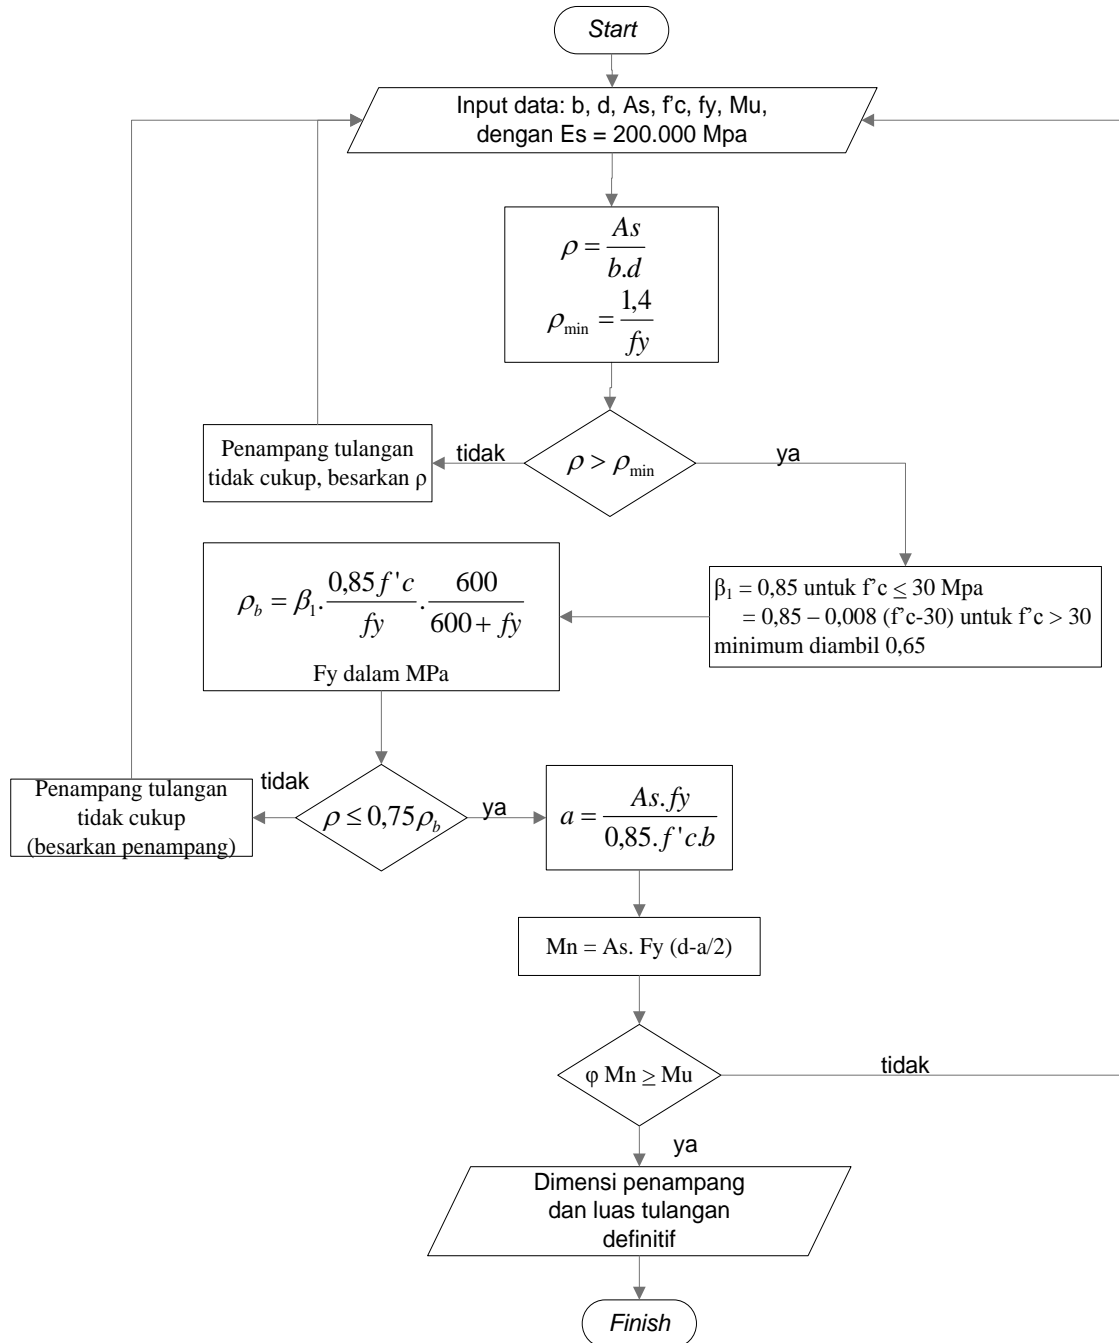 Start
Input data: b, d, As, f'c, fy, Mu,
dengan Es = 200.000 Mpa
ρ = As / b.d
ρmin = 1,4 / fy
ρ > ρmin
tidak
ya
Penampang tulangan
tidak cukup, besarkan ρ
β1 = 0,85 untuk f'c ≤ 30 Mpa
= 0,85 – 0,008 (f'c-30) untuk f'c > 30
minimum diambil 0,65
ρb = β1. 0,85 f'c / fy . 600 / 600 + fy
Fy dalam MPa
ρ ≤ 0,75ρb
tidak
ya
Penampang tulangan
tidak cukup
(besarkan penampang)
a = As. fy / 0,85. f'c.b
Mn = As. Fy (d-a/2)
φ Mn ≥ Mu
tidak
ya
Dimensi penampang
dan luas tulangan
definitif
Finish